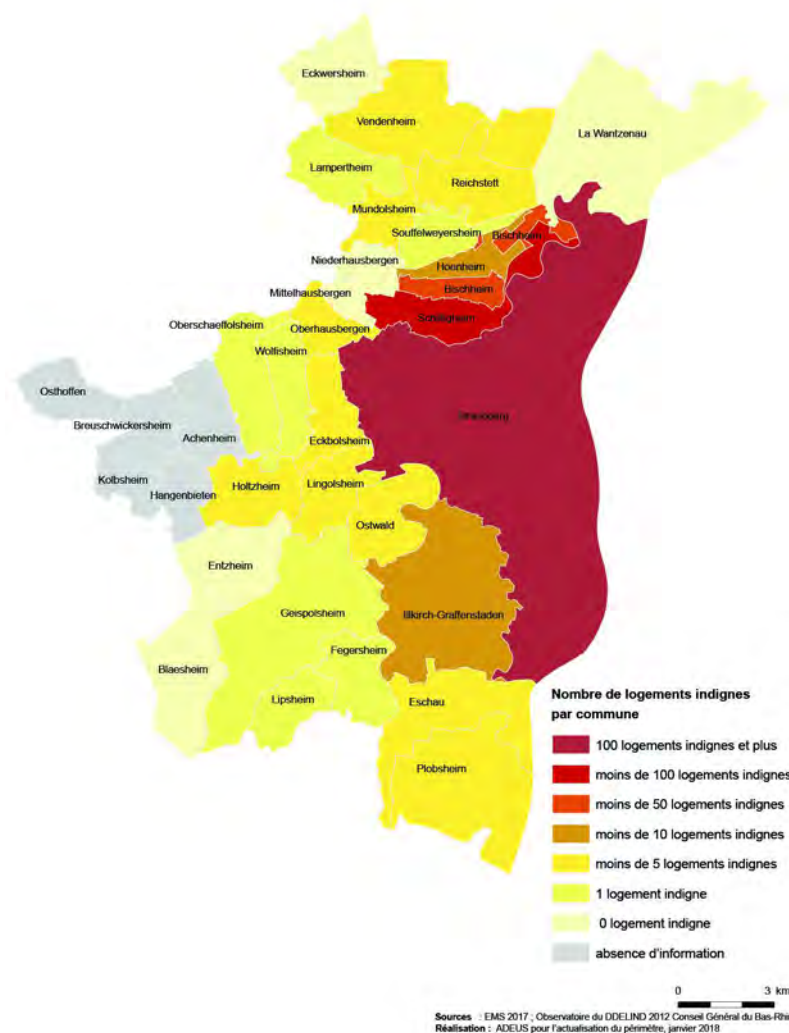 Eckwersheim
Vendenheim
La Wantzenau
Lampertheim
Reichstett
Mundolsheim
Souffelweyersheim
Bischheim
Niederhausbergen
Hoenheim
Mittelhausbergen
Bischheim
Oberschaeffolsheim
Oberhausbergen
Schiltigheim
Wolfisheim
Osthoffen
Strasbourg
Breuschwickersheim
Achenheim
Eckbolsheim
Kolbsheim
Hangenbieten
Holtzheim
Lingolsheim
Ostwald
Entzheim
Geispolsheim
Illkirch-Graffenstaden
Fegersheim
Blaesheim
Lipsheim
Eschau
Plobsheim
Nombre de logements indignes
par commune
100 logements indignes et plus
moins de 100 logements indignes
moins de 50 logements indignes
moins de 10 logements indignes
moins de 5 logements indignes
1 logement indigne
0 logement indigne
absence d'information
0 3 km
Sources : EMS 2017 ; Observatoire du DDELIND 2012 Conseil Général du Bas-Rhin
Réalisation : ADEUS pour l'actualisation du périmètre, janvier 2018